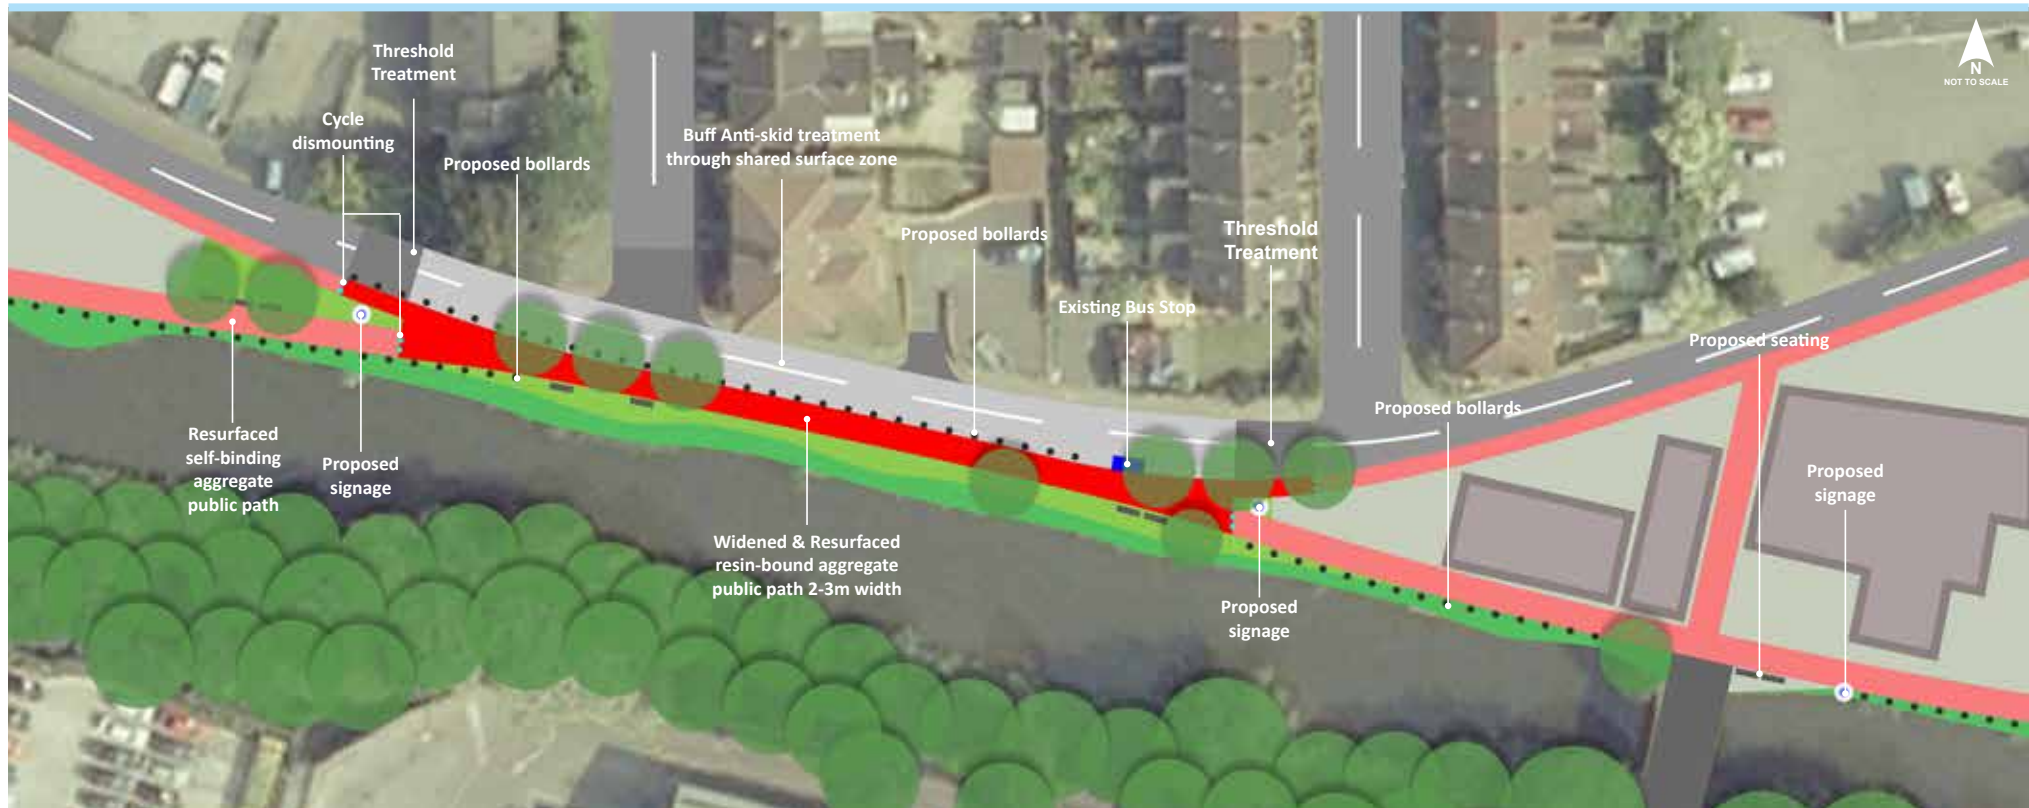 Threshold
Treatment
N
NOT TO SCALE
Cycle
dismounting
Buff Anti-skid treatment
through shared surface zone
Proposed bollards
Proposed bollards
Threshold
Treatment
Existing Bus Stop
Proposed seating
Proposed bollards
Resurfaced
self-binding
aggregate
public path
Proposed
signage
Proposed
signage
Widened & Resurfaced
resin-bound aggregate
public path 2-3m width
Proposed
signage